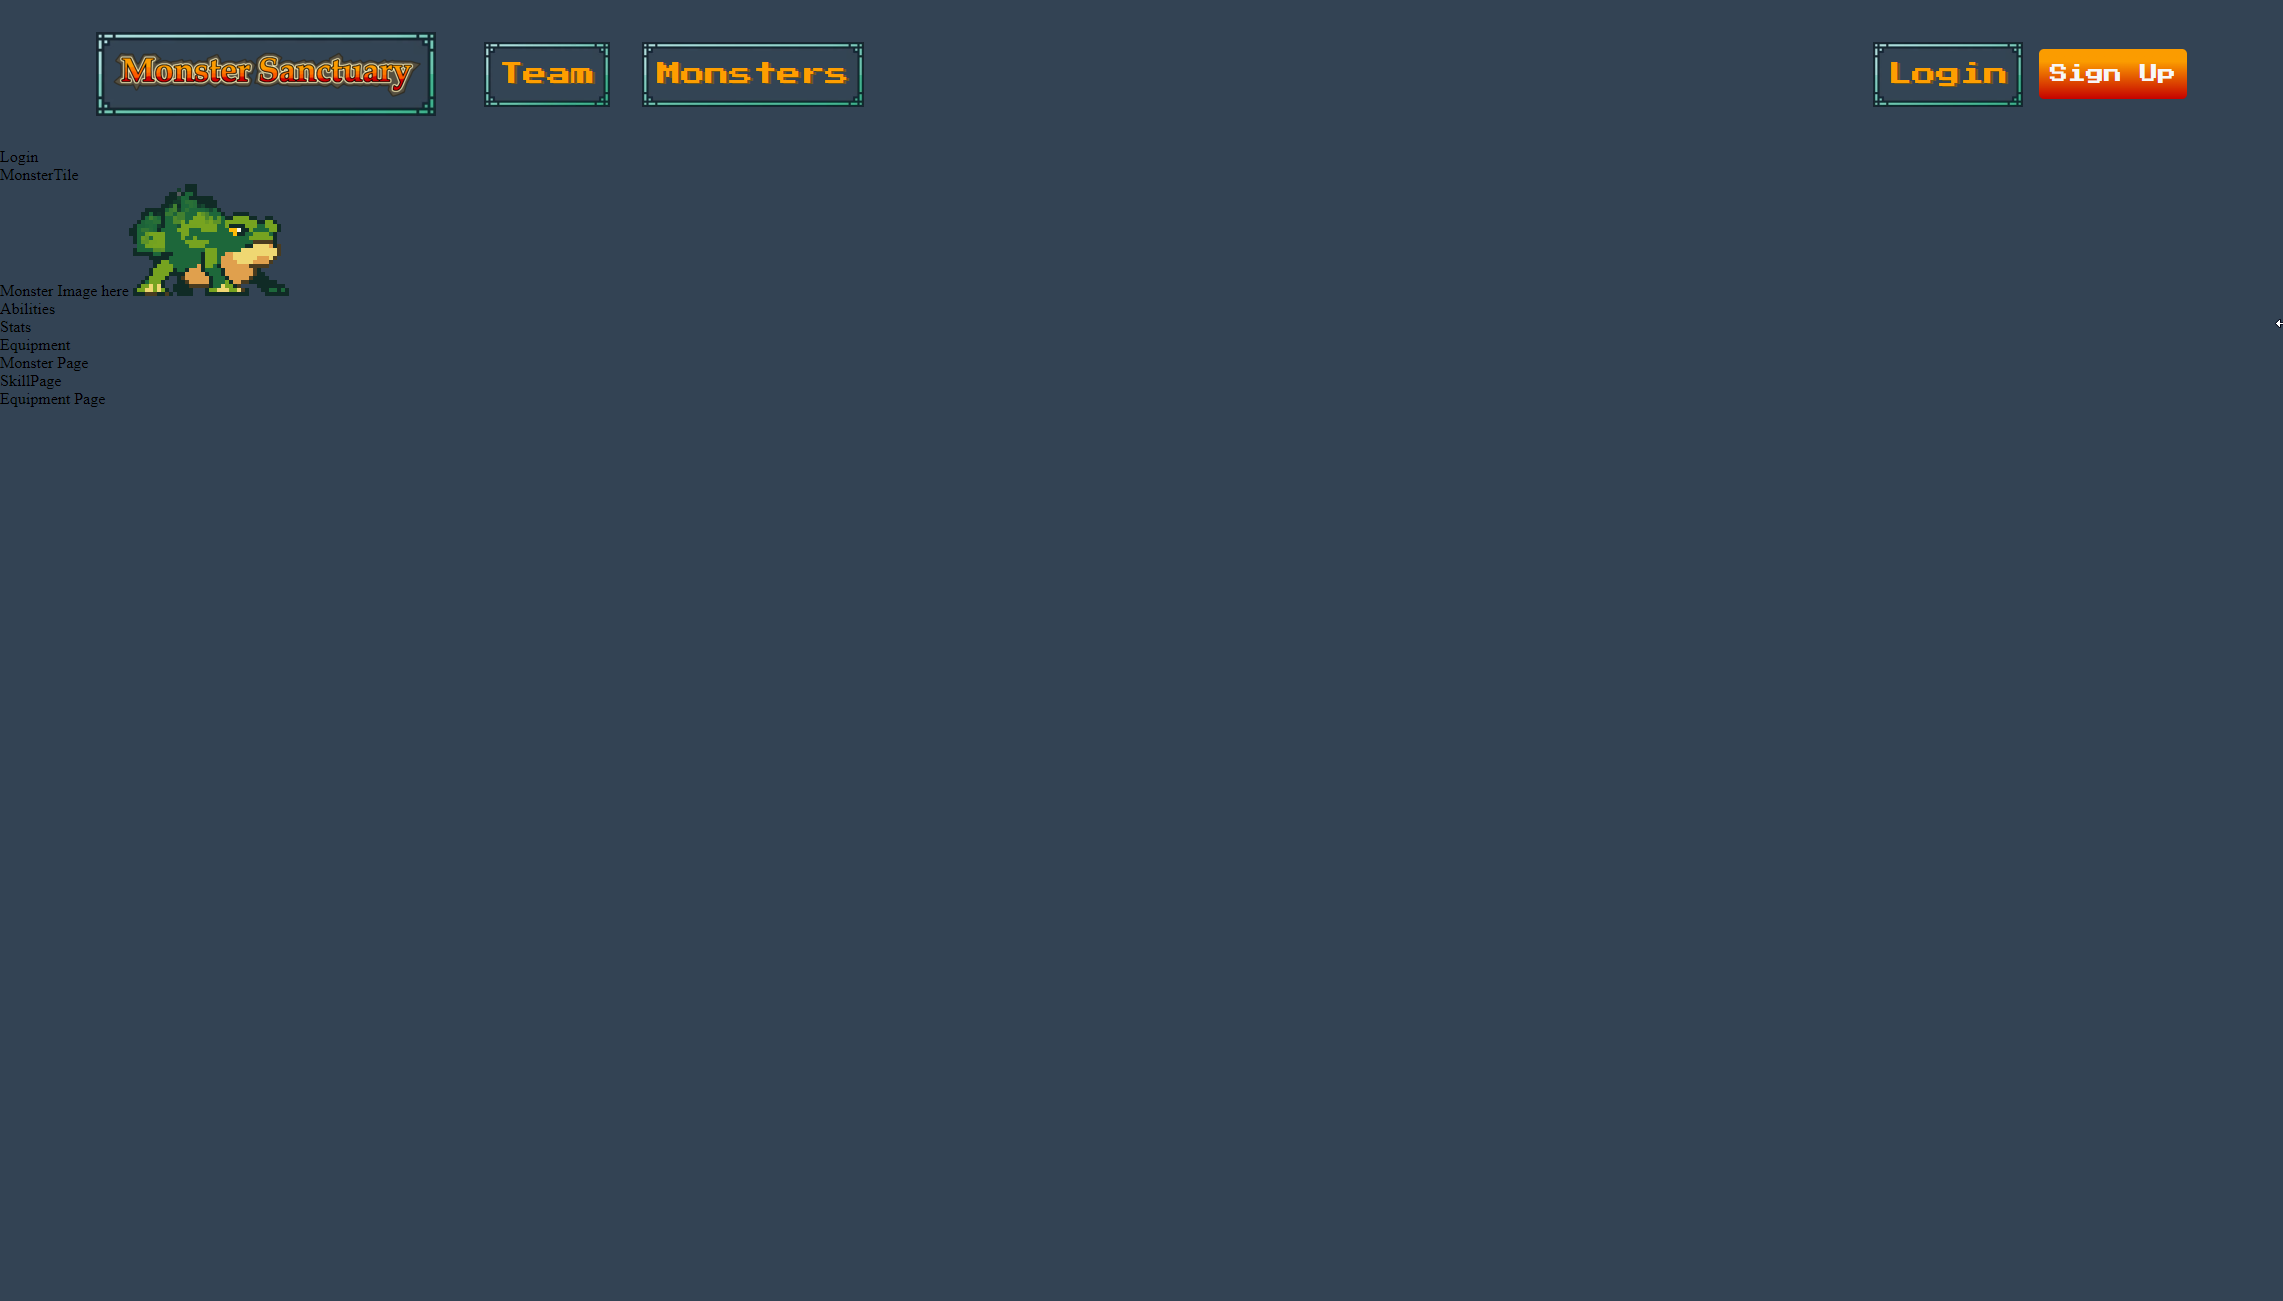 Monster Sanctuary
Team
Monsters
Login
Sign Up
Login
MonsterTile
Monster Image here
Abilities
Stats
Equipment
Monster Page
SkillPage
Equipment Page